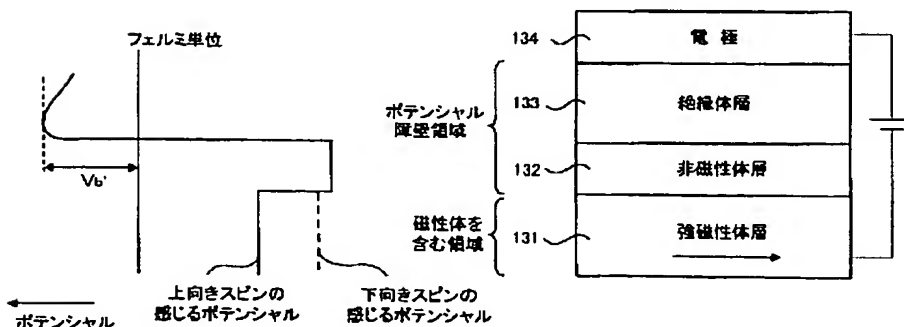 フェルミ単位
Vb'
上向きスピンの
感じるポテンシャル
下向きスピンの
感じるポテンシャル
ポテンシャル
ポテンシャル
障壁領域
磁性体を
含む領域
134
電極
133
絶縁体層
132
非磁性体層
131
強磁性体層